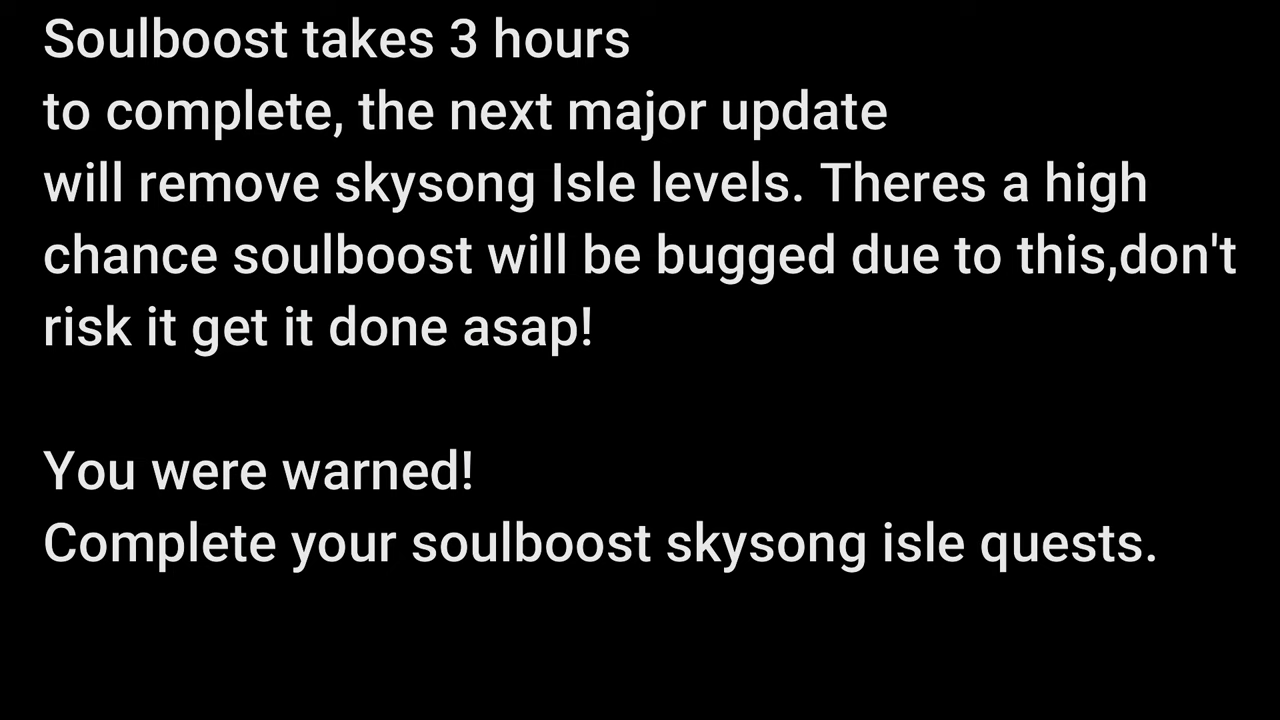 Soulboost takes 3 hours
to complete, the next major update
will remove skysong Isle levels. Theres a high
chance soulboost will be bugged due to this,don't
risk it get it done asap!
You were warned!
Complete your soulboost skysong isle quests.